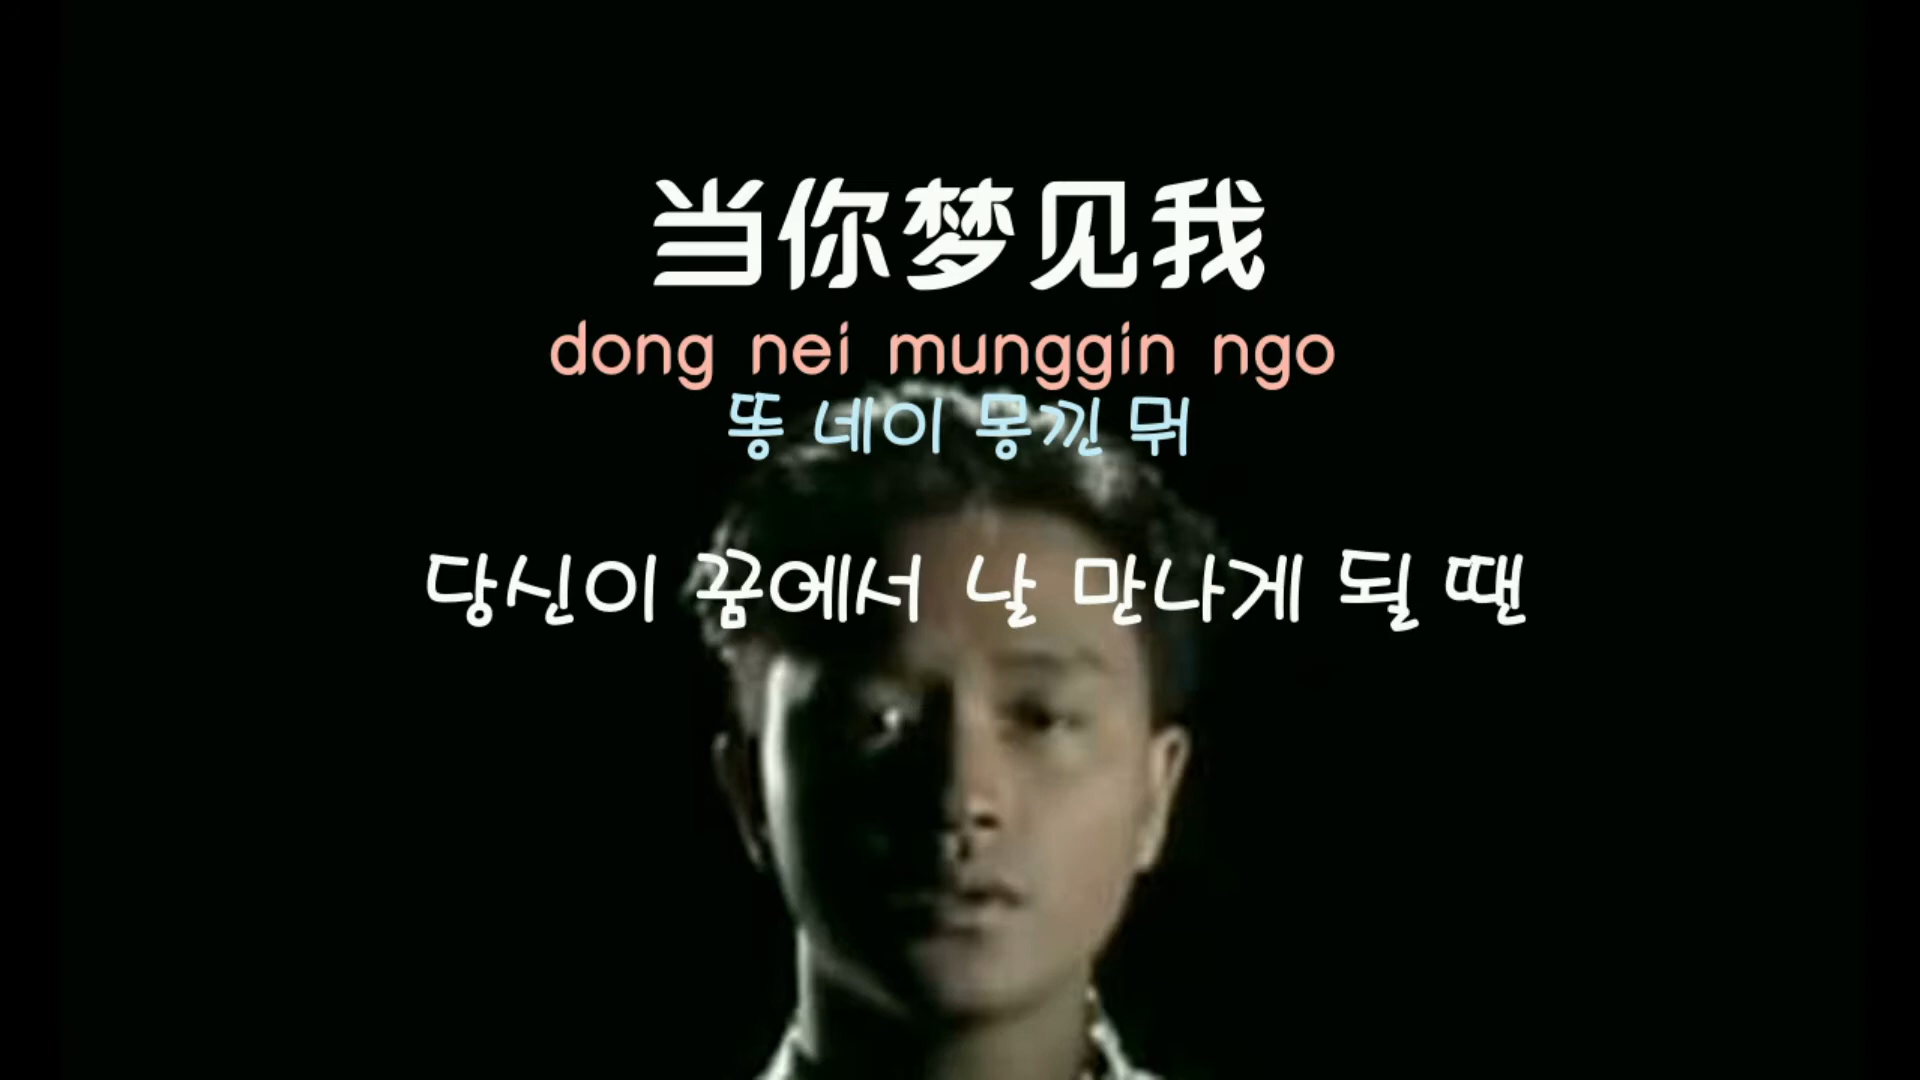 当你梦见我
dong nei munggin ngo
똥 네이 몽낀 뭐
당신이 꿈에서 날 만나게 될 땐